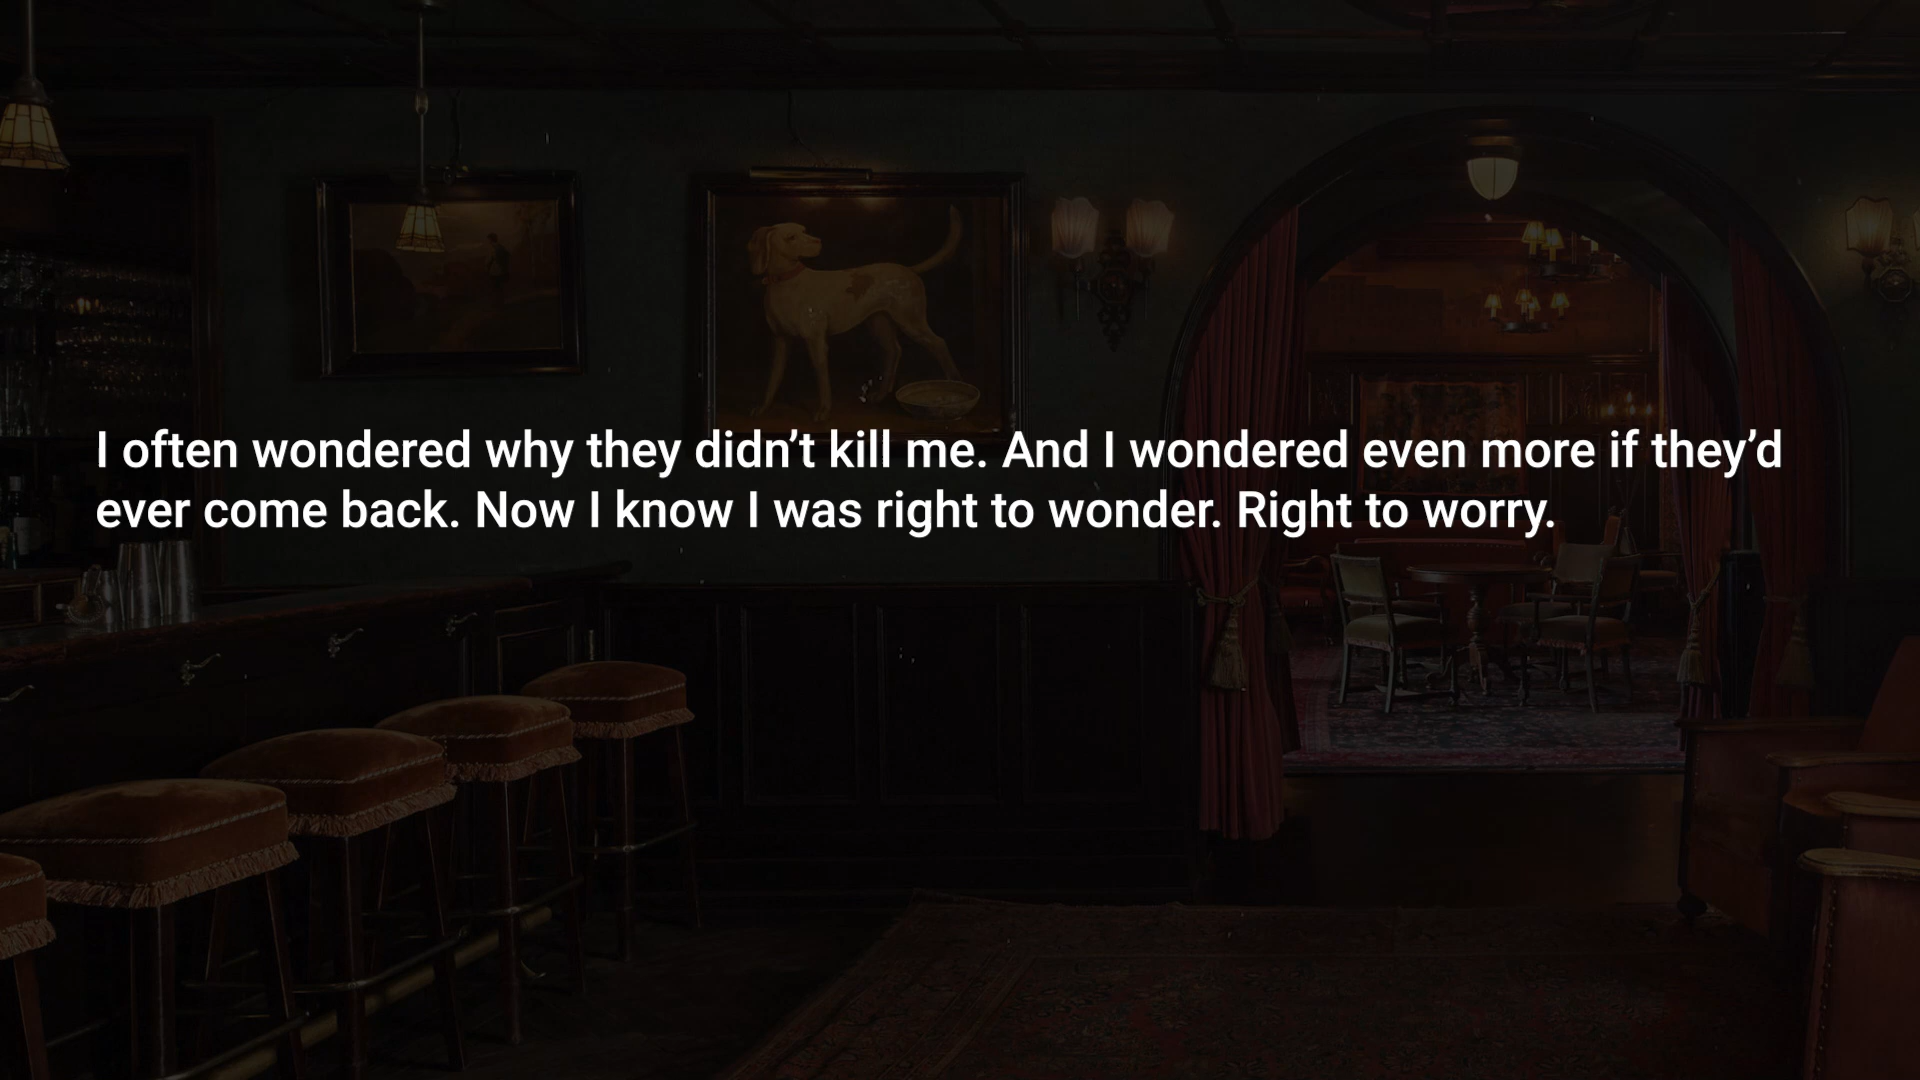 I often wondered why they didn’t kill me. And I wondered even more if they’d
ever come back. Now I know I was right to wonder. Right to worry.